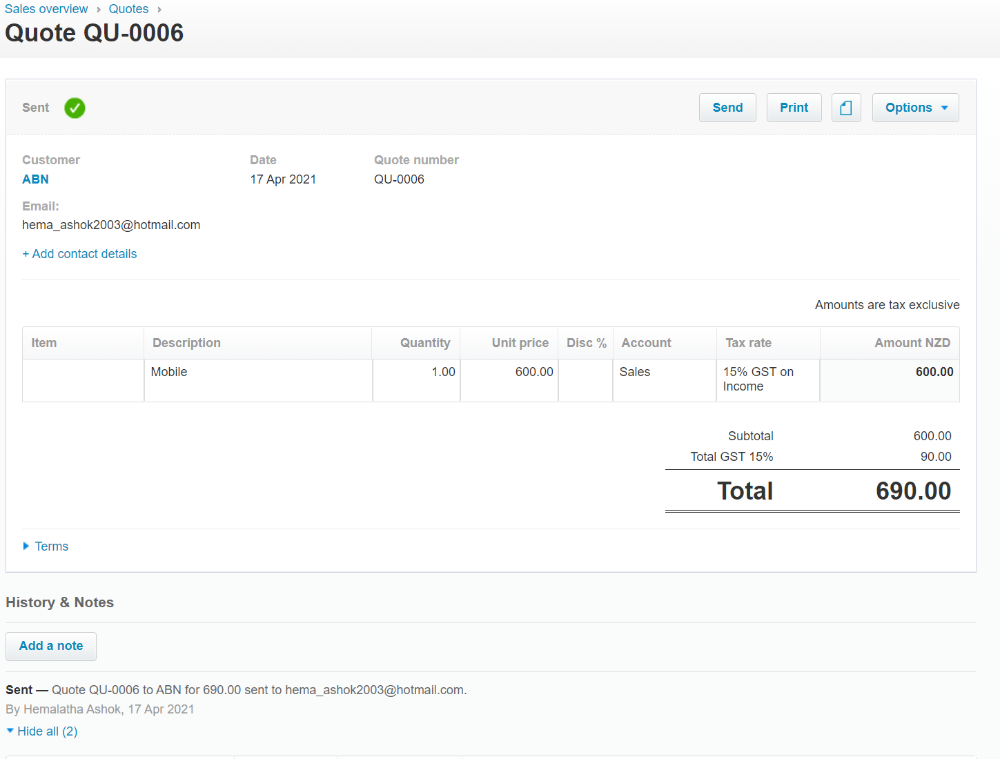 Sales overview › Quotes ›
Quote QU-0006
Sent Send Print Options
Customer Date Quote number
ABN 17 Apr 2021 QU-0006
Email:
hema_ashok2003@hotmail.com
+ Add contact details
Amounts are tax exclusive
Item Description Quantity Unit price Disc % Account Tax rate Amount NZD
Mobile 1.00 600.00 Sales 15% GST on 600.00
Income
Subtotal 600.00
Total GST 15% 90.00
Total 690.00
Terms
History & Notes
Add a note
Sent — Quote QU-0006 to ABN for 690.00 sent to hema_ashok2003@hotmail.com.
By Hemalatha Ashok, 17 Apr 2021
Hide all (2)